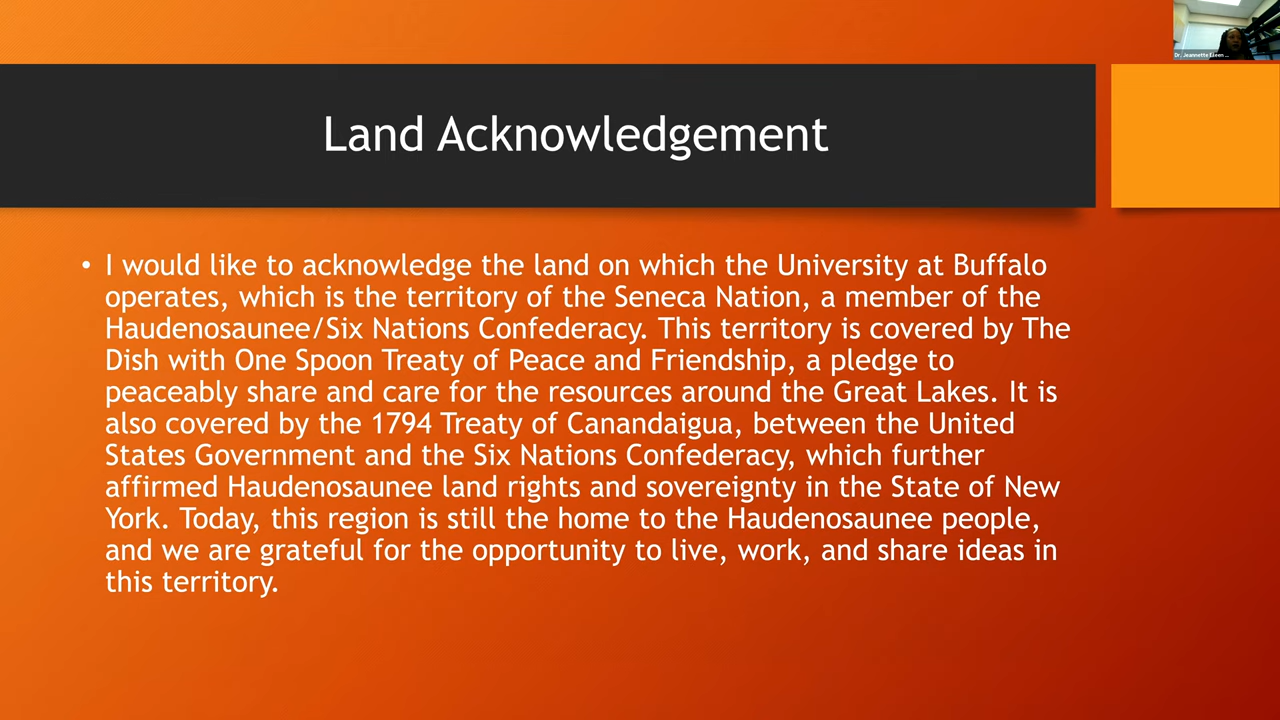 Dr. Jeannette Eileen ...
Land Acknowledgement
• I would like to acknowledge the land on which the University at Buffalo
operates, which is the territory of the Seneca Nation, a member of the
Haudenosaunee/Six Nations Confederacy. This territory is covered by The
Dish with One Spoon Treaty of Peace and Friendship, a pledge to
peaceably share and care for the resources around the Great Lakes. It is
also covered by the 1794 Treaty of Canandaigua, between the United
States Government and the Six Nations Confederacy, which further
affirmed Haudenosaunee land rights and sovereignty in the State of New
York. Today, this region is still the home to the Haudenosaunee people,
and we are grateful for the opportunity to live, work, and share ideas in
this territory.